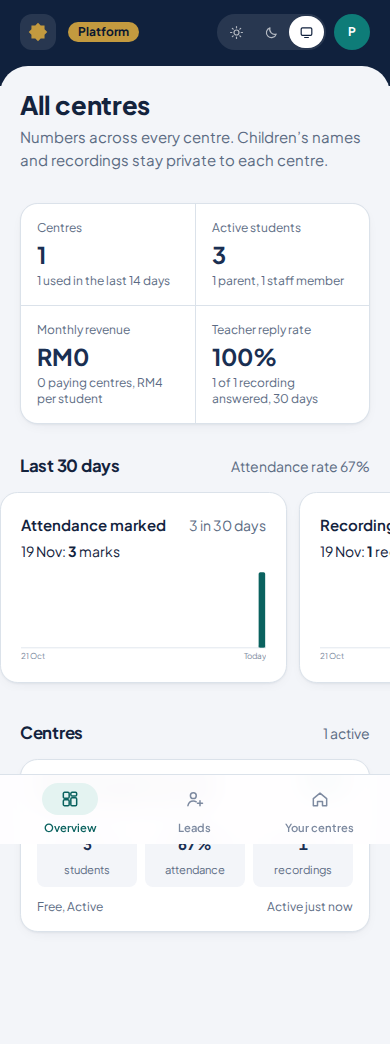 Platform
P
All centres
Numbers across every centre. Children's names
and recordings stay private to each centre.
Centres
1
1 used in the last 14 days
Active students
3
1 parent, 1 staff member
Monthly revenue
RM0
0 paying centres, RM4
per student
Teacher reply rate
100%
1 of 1 recording
answered, 30 days
Last 30 days
Attendance rate 67%
Attendance marked
3 in 30 days
19 Nov: 3 marks
21 Oct
Today
Recording
19 Nov: 1 re
21 Oct
Centres
1 active
Overview
Leads
Your centres
3
67%
1
students
attendance
recordings
Free, Active
Active just now